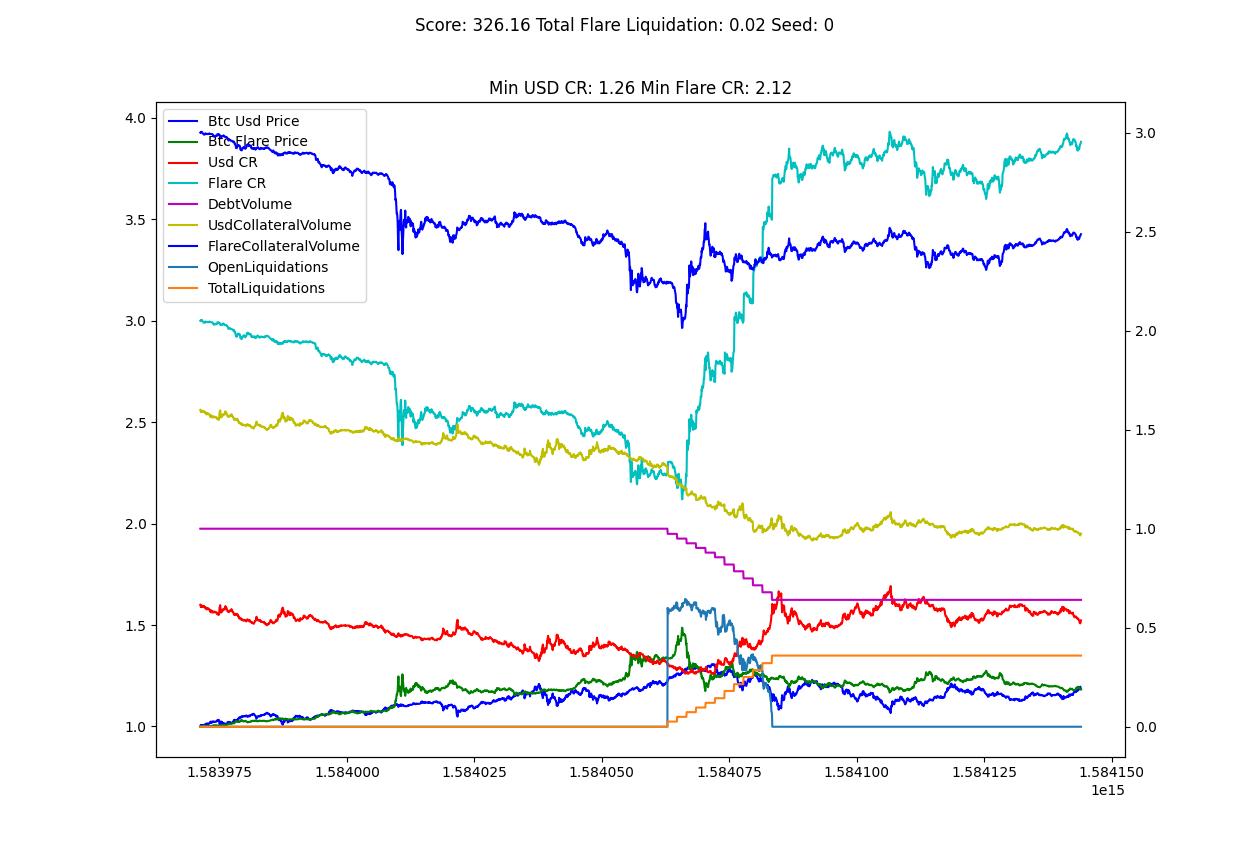 Score: 326.16 Total Flare Liquidation: 0.02 Seed: 0
Min USD CR: 1.26 Min Flare CR: 2.12
Btc Usd Price
Btc Flare Price
Usd CR
Flare CR
DebtVolume
UsdCollateralVolume
FlareCollateralVolume
OpenLiquidations
TotalLiquidations
4.0
3.5
3.0
2.5
2.0
1.5
1.0
3.0
2.5
2.0
1.5
1.0
0.5
0.0
1.583975 1.584000 1.584025 1.584050 1.584075 1.584100 1.584125 1.584150
1e15